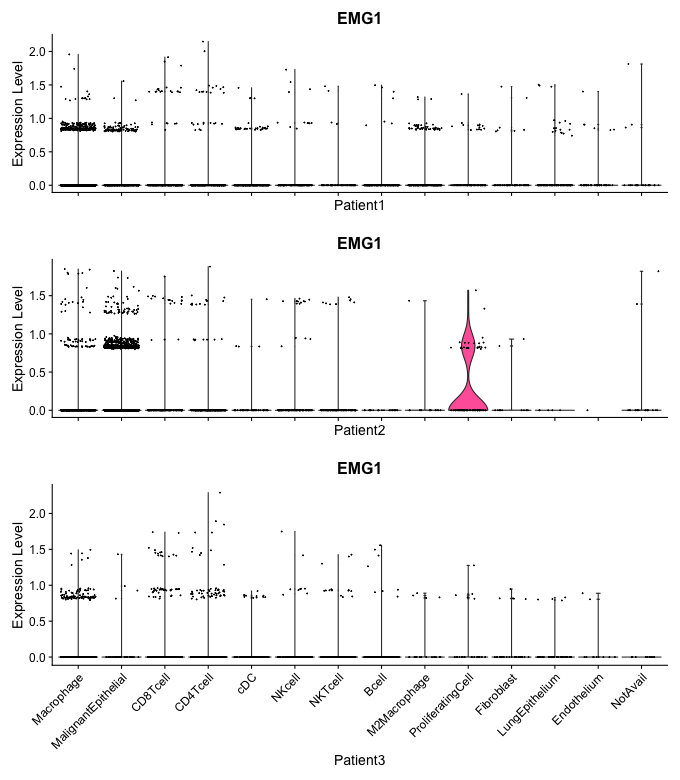 EMG1
Expression Level
2.0
1.5
1.0
0.5
0.0
Patient1
EMG1
Expression Level
1.5
1.0
0.5
0.0
Patient2
EMG1
Expression Level
2.0
1.5
1.0
0.5
0.0
Macrophage
MalignantEpithelial
CD8Tcell
CD4Tcell
cDC
NKcell
NKTcell
Bcell
M2Macrophage
ProliferatingCell
Fibroblast
LungEpithelium
Endothelium
NotAvail
Patient3